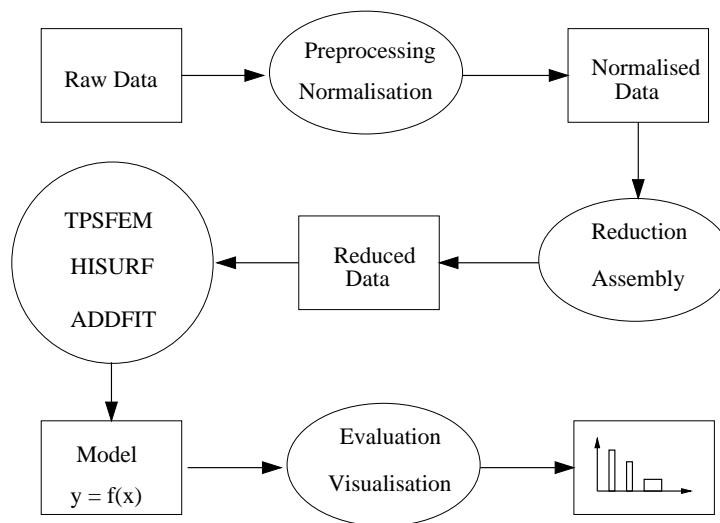 Raw Data
Preprocessing
Normalisation
Normalised
Data
Reduction
Assembly
Reduced
Data
TPSFEM
HISURF
ADDFIT
Model
y = f(x)
Evaluation
Visualisation